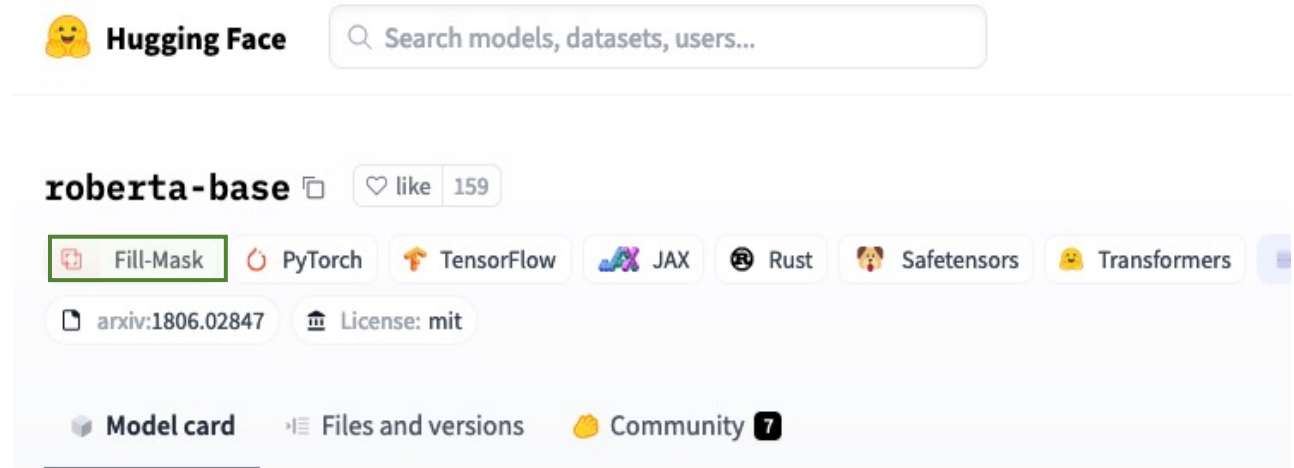 Hugging Face Search models, datasets, users...
roberta-base like 159
Fill-Mask PyTorch TensorFlow JAX Rust Safetensors Transformers
arxiv:1806.02847 License: mit
Model card Files and versions Community 7